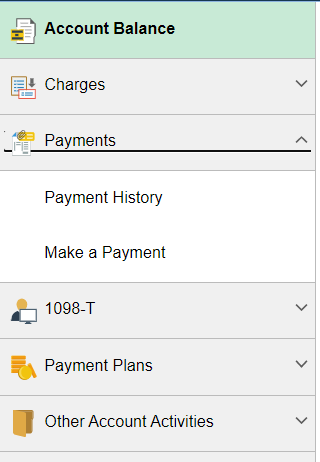 Account Balance
Charges
Payments
Payment History
Make a Payment
1098-T
Payment Plans
Other Account Activities